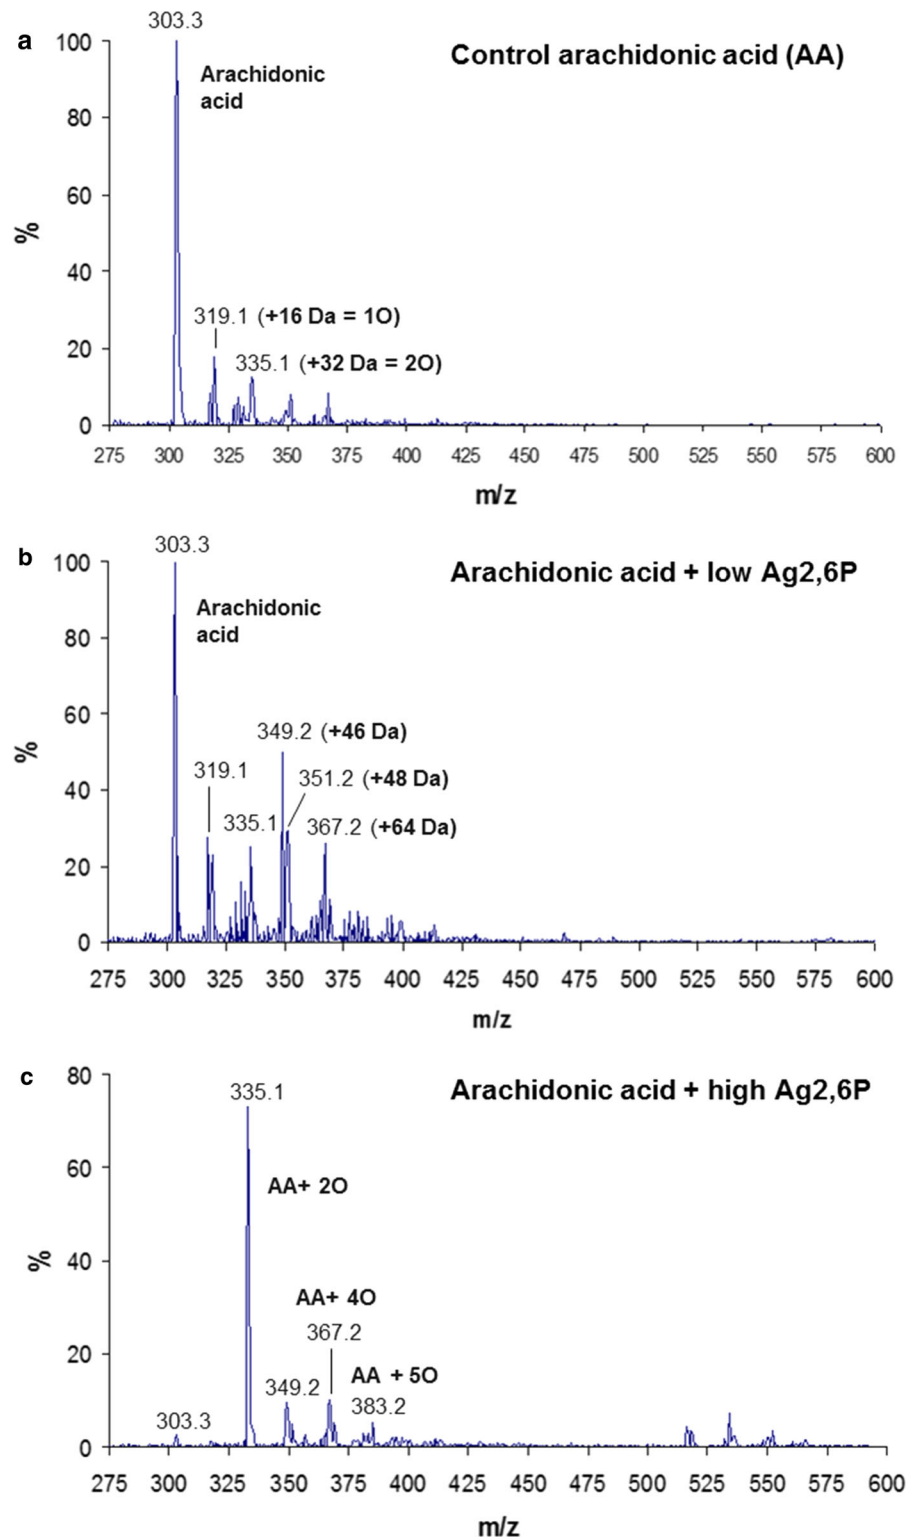 a
303.3
Control arachidonic acid (AA)
Arachidonic
acid
319.1 (+16 Da = 1O)
335.1 (+32 Da = 2O)
100
80
60
40
20
0
%
275 300 325 350 375 400 425 450 475 500 525 550 575 600
m/z
b
303.3
Arachidonic acid + low Ag2,6P
Arachidonic
acid
349.2 (+46 Da)
319.1
351.2 (+48 Da)
335.1
367.2 (+64 Da)
100
80
60
40
20
0
%
275 300 325 350 375 400 425 450 475 500 525 550 575 600
m/z
c
335.1
Arachidonic acid + high Ag2,6P
AA+ 2O
AA+ 4O
367.2
AA + 5O
349.2
383.2
303.3
80
60
40
20
0
%
275 300 325 350 375 400 425 450 475 500 525 550 575 600
m/z